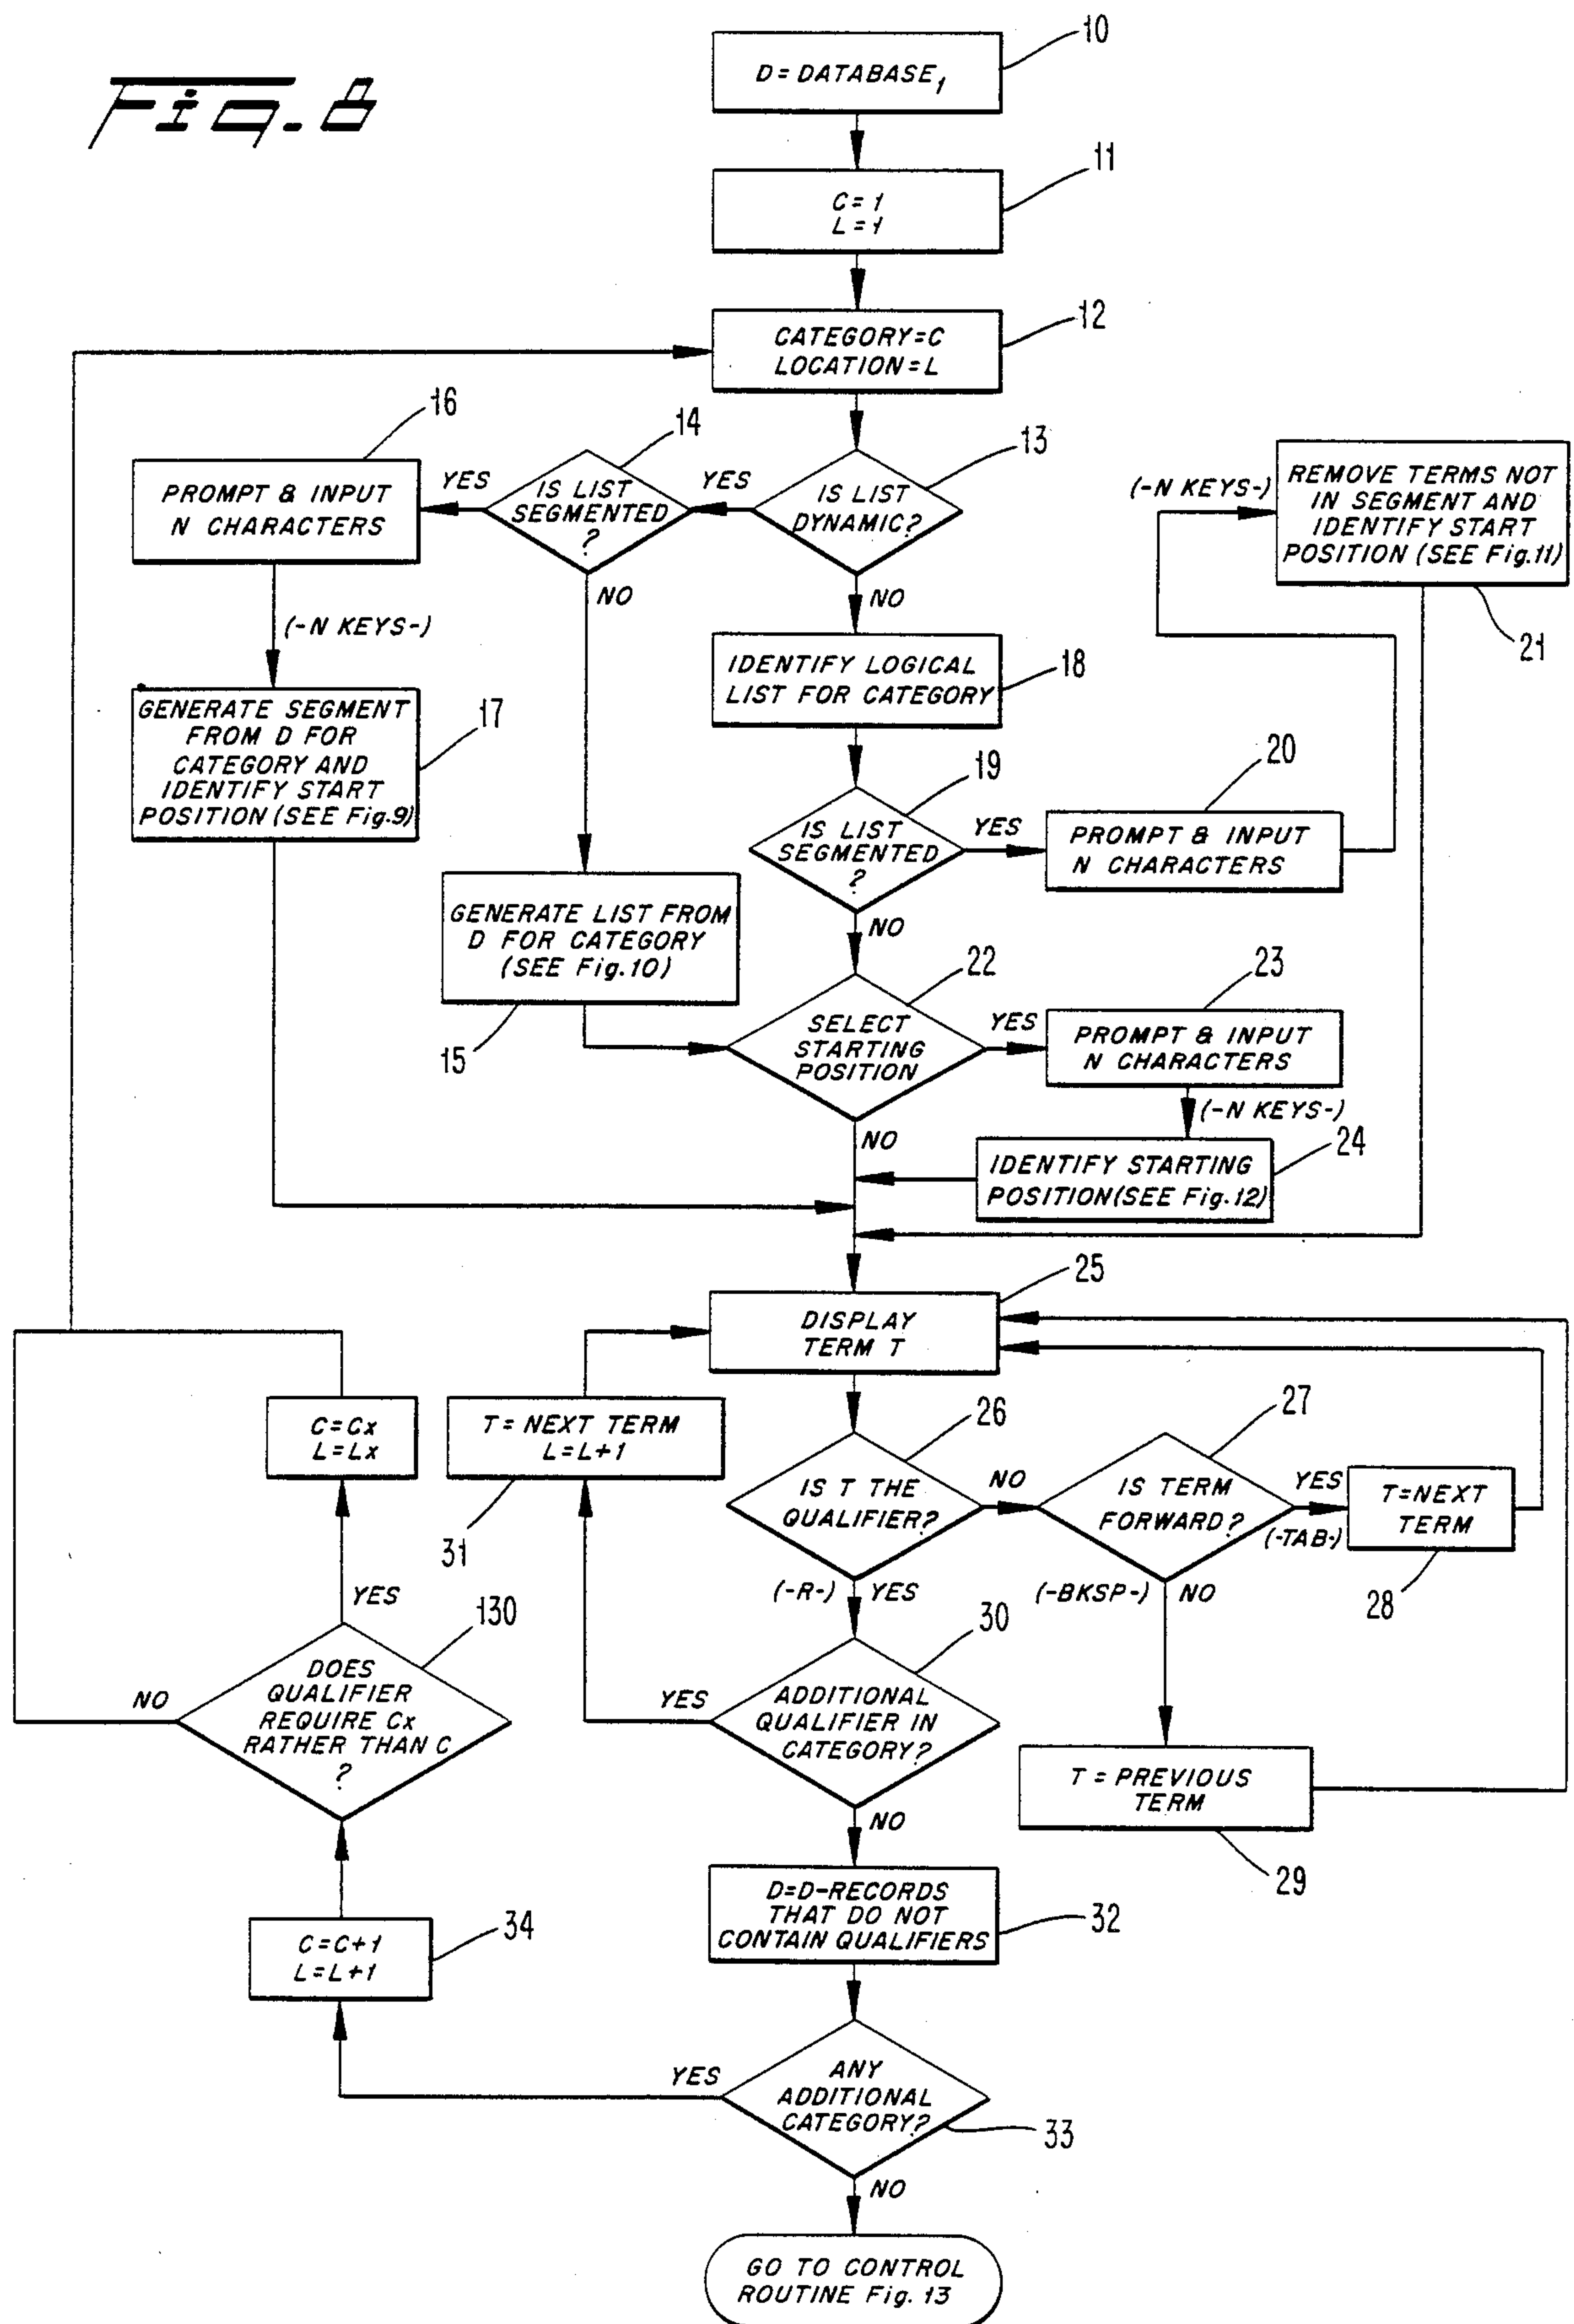 Fig. 8
10
D = DATABASE1
11
C = 1
L = 1
12
CATEGORY=C
LOCATION=L
16
14
13
PROMPT & INPUT
N CHARACTERS
YES
IS LIST
SEGMENTED
?
YES
IS LIST
DYNAMIC?
(-N KEYS-)
REMOVE TERMS NOT
IN SEGMENT AND
IDENTIFY START
POSITION (SEE Fig.11)
21
NO
NO
(-N KEYS-)
IDENTIFY LOGICAL
LIST FOR CATEGORY
18
GENERATE SEGMENT
FROM D FOR
CATEGORY AND
IDENTIFY START
POSITION (SEE Fig.9)
17
19
20
IS LIST
SEGMENTED
?
YES
PROMPT & INPUT
N CHARACTERS
NO
GENERATE LIST FROM
D FOR CATEGORY
(SEE Fig.10)
15
22
23
SELECT
STARTING
POSITION
YES
PROMPT & INPUT
N CHARACTERS
(-N KEYS-)
NO
24
IDENTIFY STARTING
POSITION (SEE Fig.12)
25
DISPLAY
TERM T
C=Cx
L=Lx
T= NEXT TERM
L=L+1
31
26
27
IS T THE
QUALIFIER?
NO
IS TERM
FORWARD?
YES
(-TAB-)
T=NEXT
TERM
28
(-R-) YES
(-BKSP-) NO
YES
130
30
DOES
QUALIFIER
REQUIRE Cx
RATHER THAN C
?
NO
YES
ADDITIONAL
QUALIFIER IN
CATEGORY?
T = PREVIOUS
TERM
29
NO
D=D-RECORDS
THAT DO NOT
CONTAIN QUALIFIERS
32
C=C+1
L=L+1
34
YES
ANY
ADDITIONAL
CATEGORY?
33
NO
GO TO CONTROL
ROUTINE Fig. 13